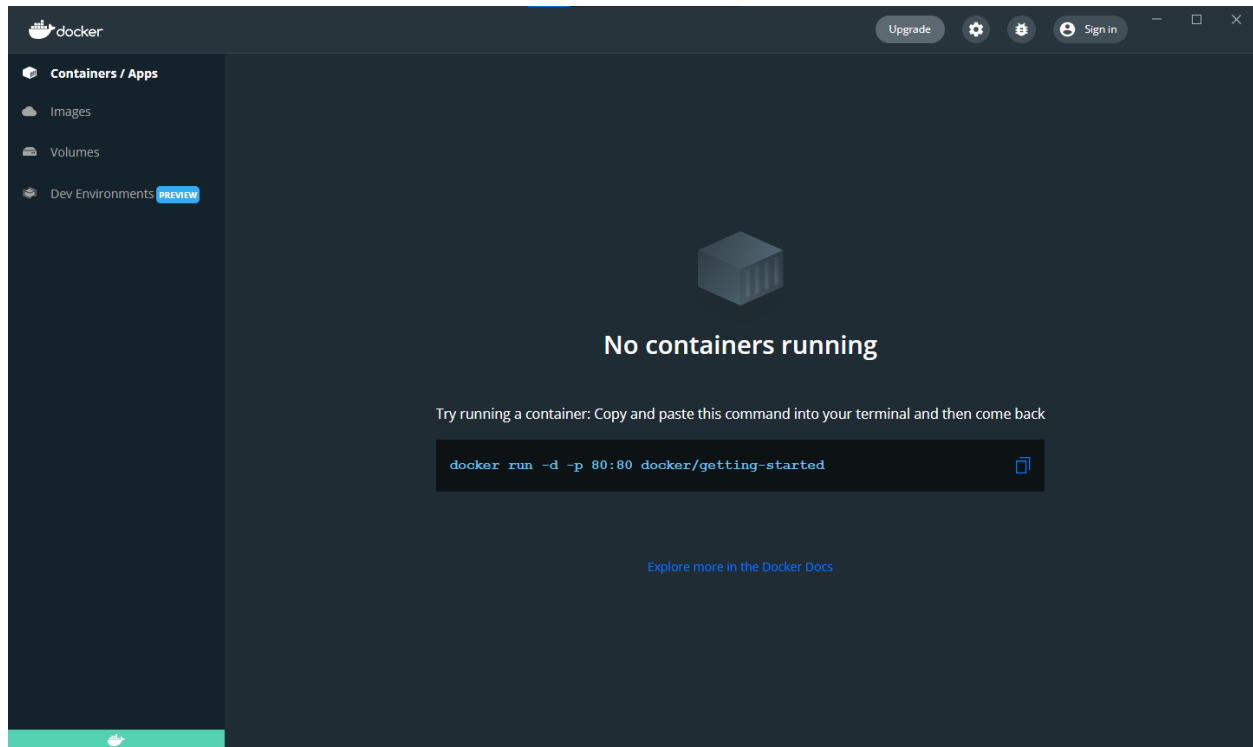 docker
Upgrade
Sign in
Containers / Apps
Images
Volumes
Dev Environments PREVIEW
No containers running
Try running a container: Copy and paste this command into your terminal and then come back
docker run -d -p 80:80 docker/getting-started
Explore more in the Docker Docs